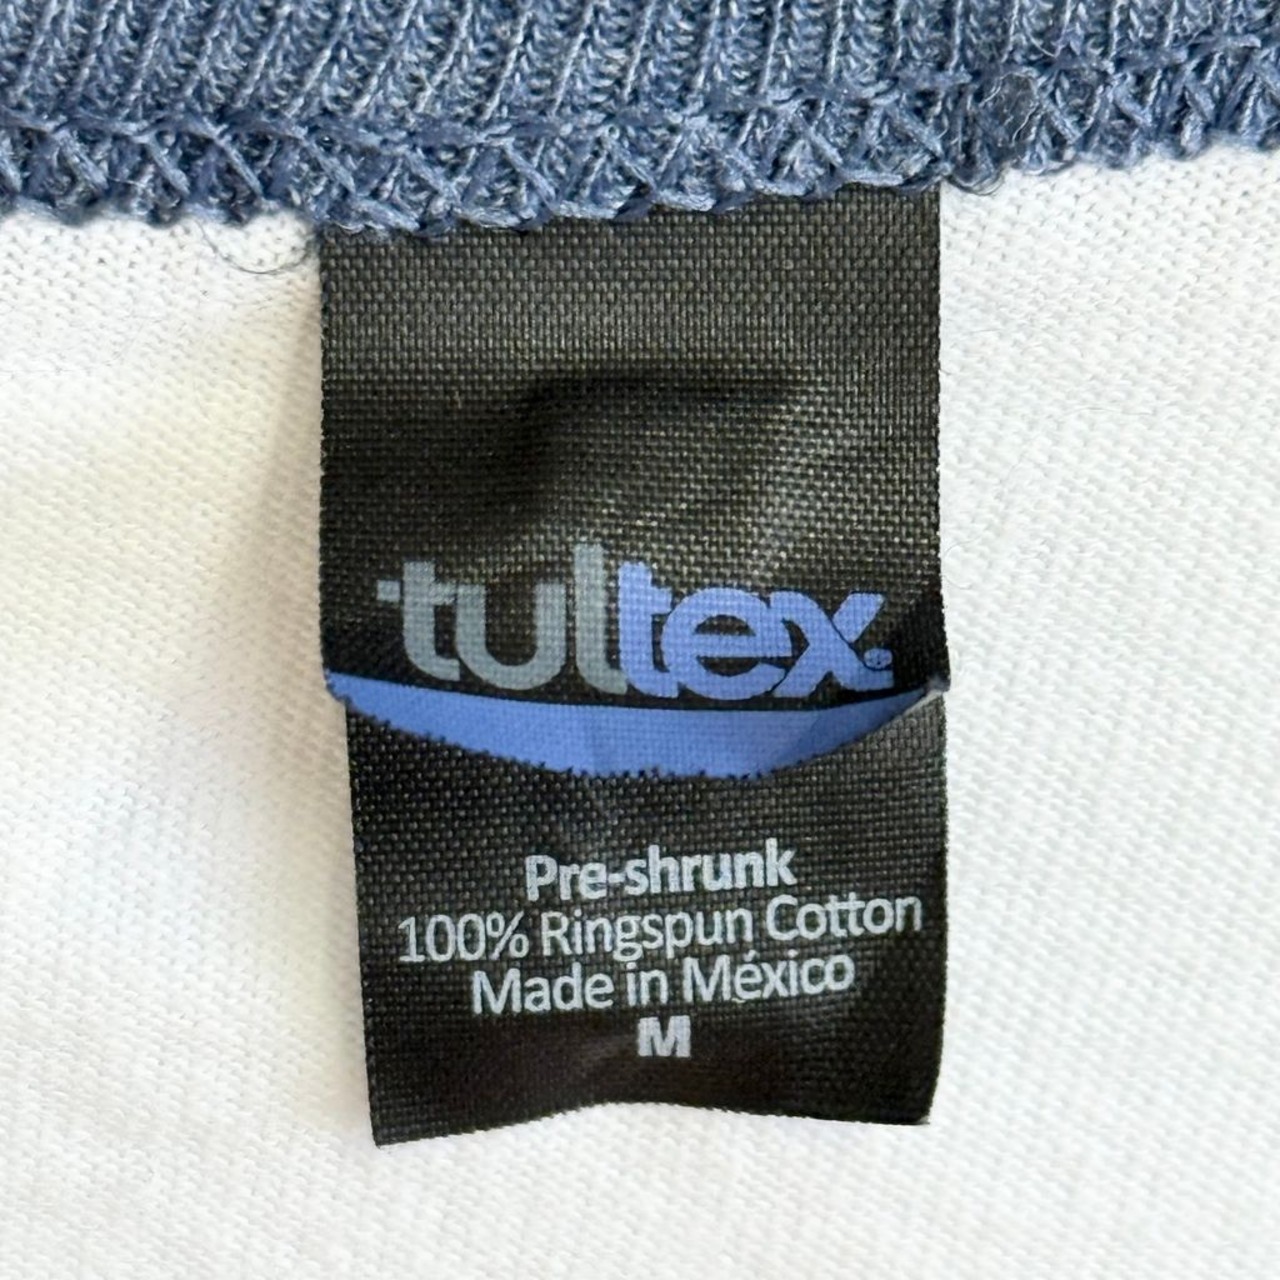 tultex®
Pre-shrunk
100% Ringspun Cotton
Made in México
M